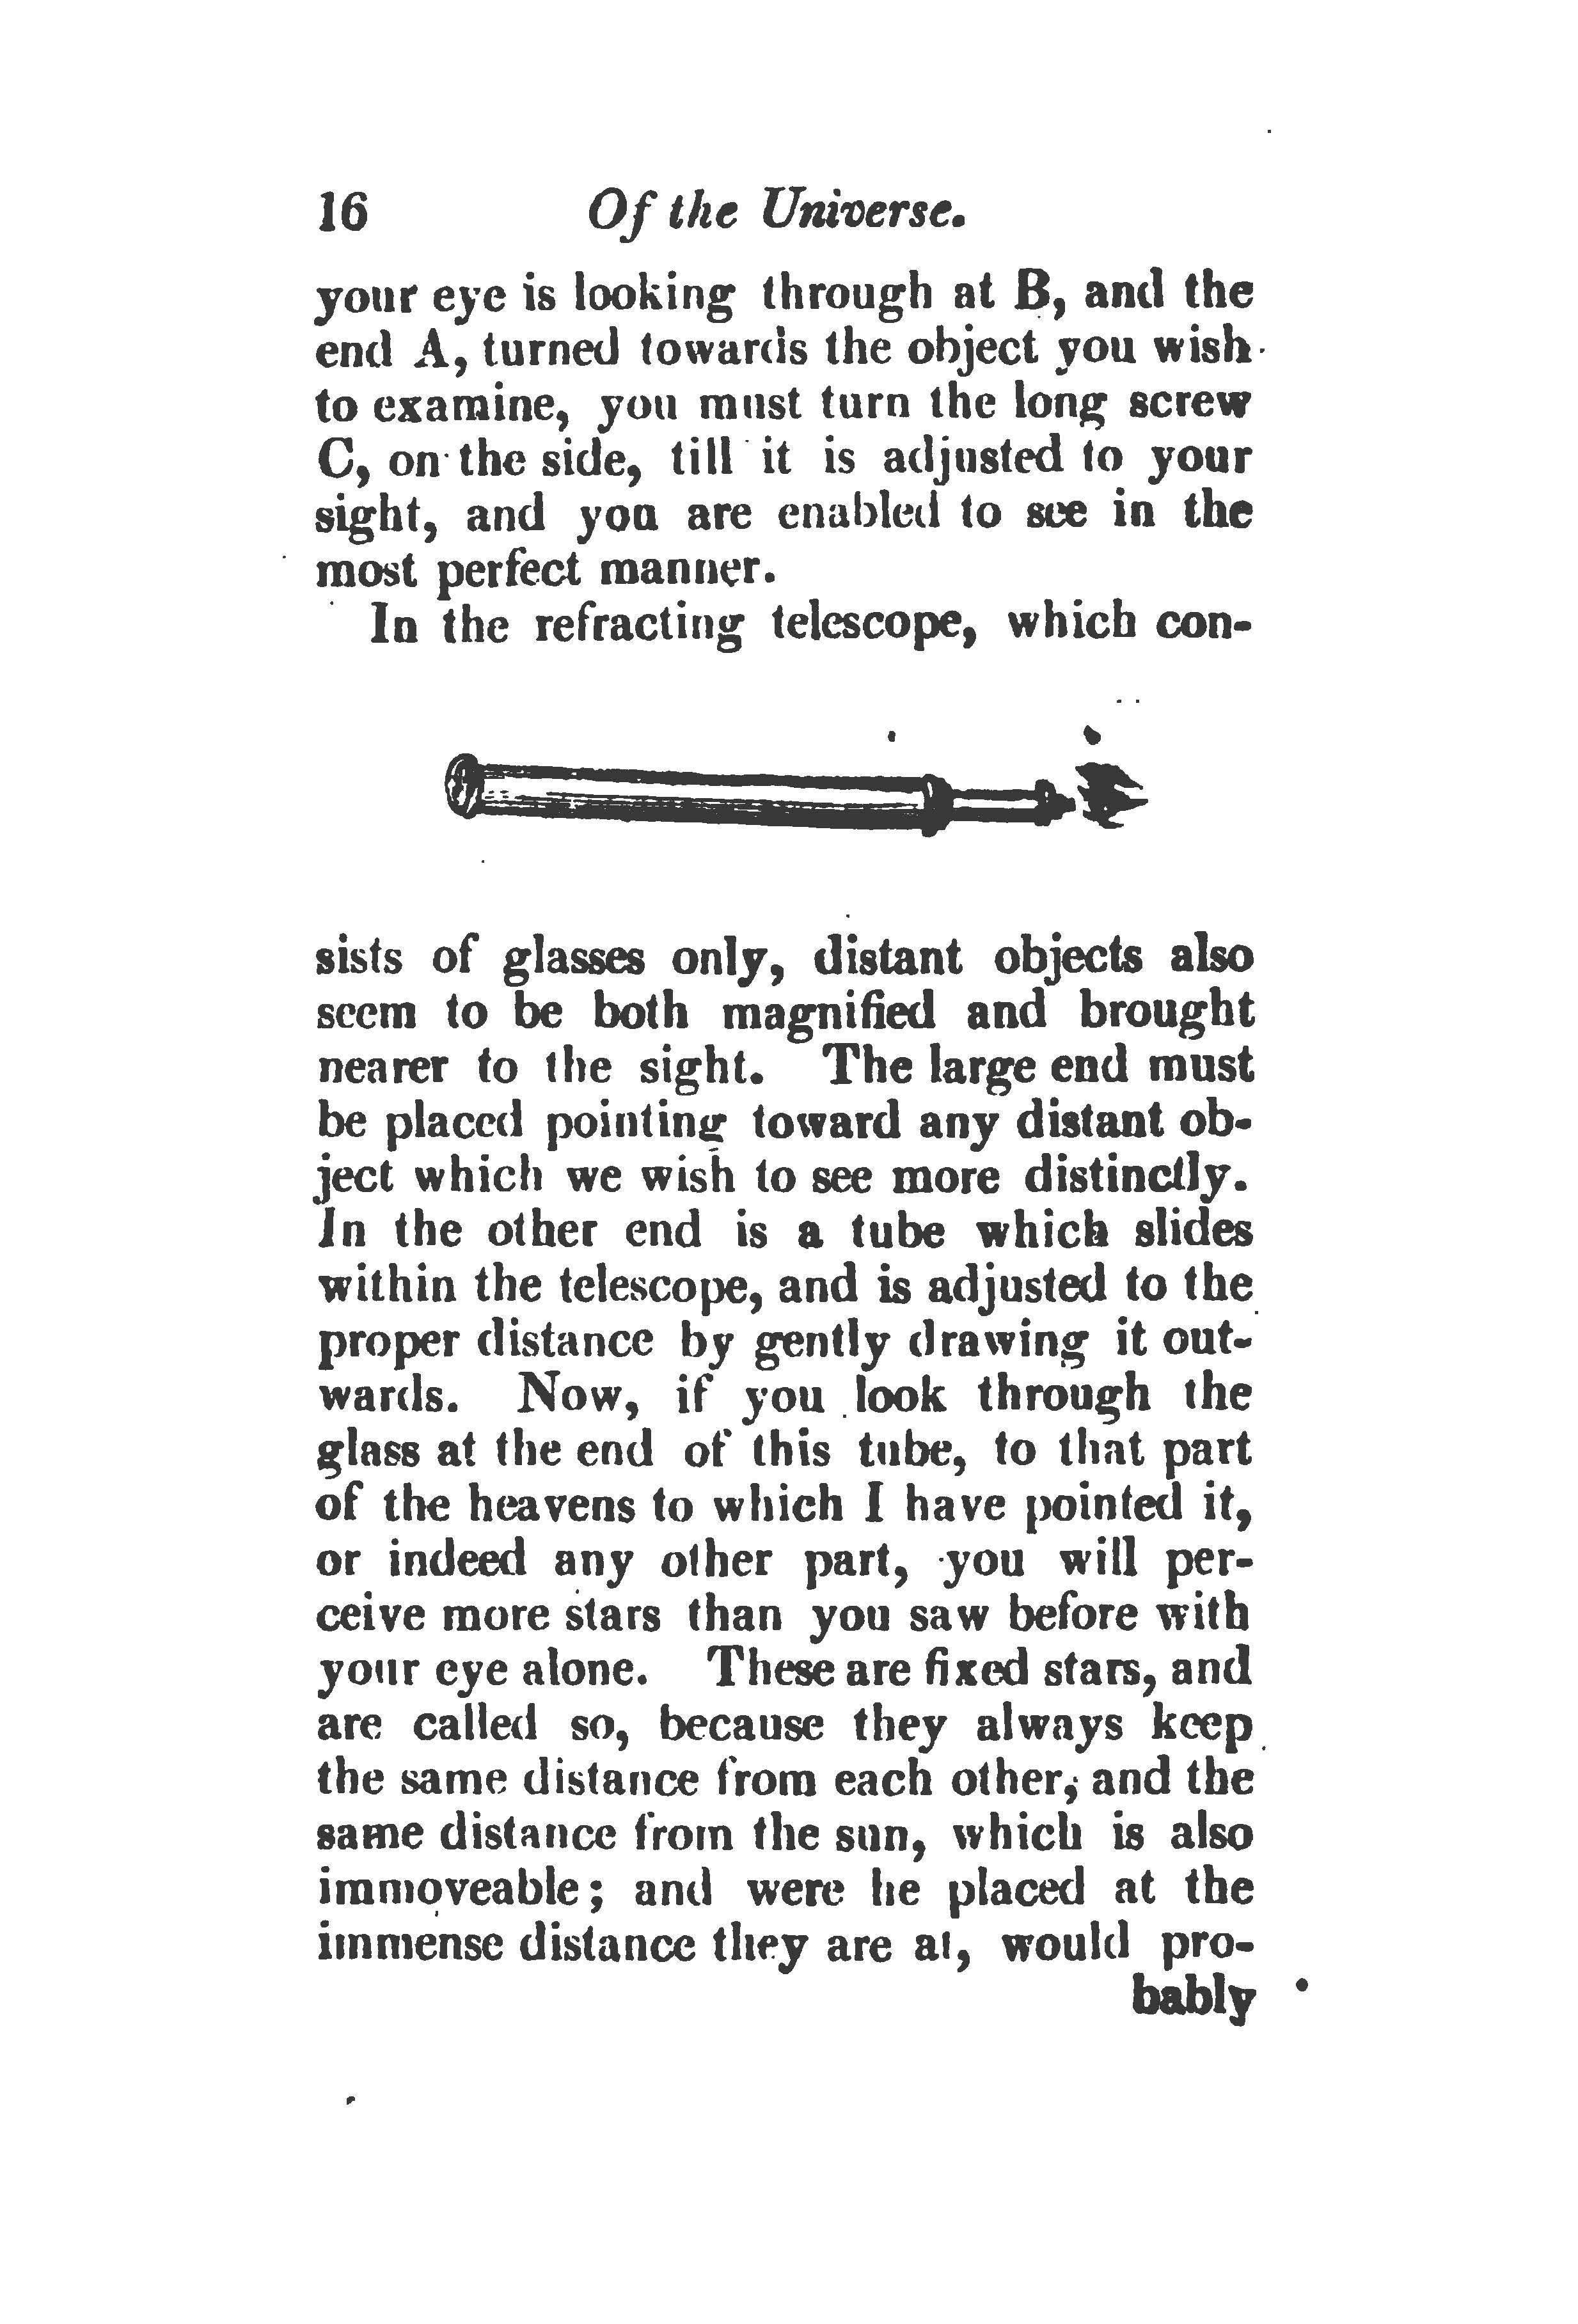 16 Of the Universe.
your eye is looking through at B, and the
end A, turned towards the object you wish
to examine, you must turn the long screw
C, on the side, till it is adjusted to your
sight, and you are enabled to see in the
most perfect manner.
In the refracting telescope, which con-
sists of glasses only, distant objects also
seem to be both magnified and brought
nearer to the sight. The large end must
be placed pointing toward any distant ob-
ject which we wish to see more distinctly.
In the other end is a tube which slides
within the telescope, and is adjusted to the
proper distance by gently drawing it out-
wards. Now, if you look through the
glass at the end of this tube, to that part
of the heavens to which I have pointed it,
or indeed any other part, you will per-
ceive more stars than you saw before with
your eye alone. These are fixed stars, and
are called so, because they always keep
the same distance from each other, and the
same distance from the sun, which is also
immoveable; and were he placed at the
immense distance they are at, would pro-
bably